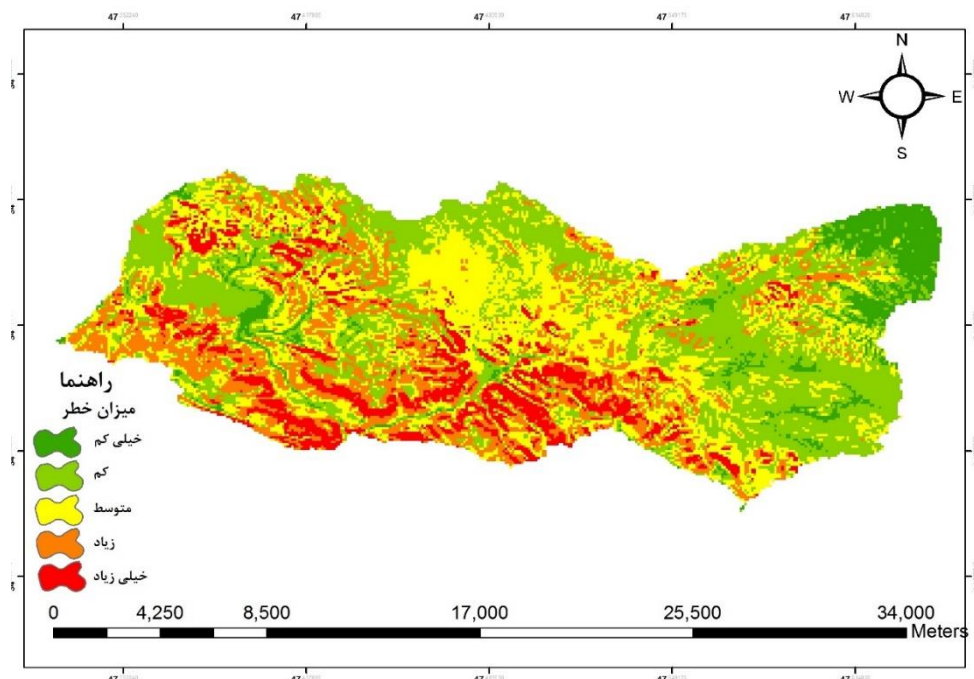 N
W E
S
راهنما
میزان خطر
خیلی کم
کم
متوسط
زیاد
خیلی زیاد
0 4,250 8,500 17,000 25,500 34,000
Meters